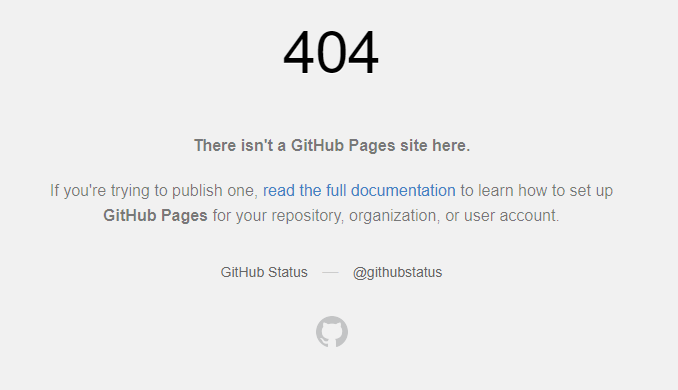 404
There isn't a GitHub Pages site here.
If you're trying to publish one, read the full documentation to learn how to set up
GitHub Pages for your repository, organization, or user account.
GitHub Status — @githubstatus